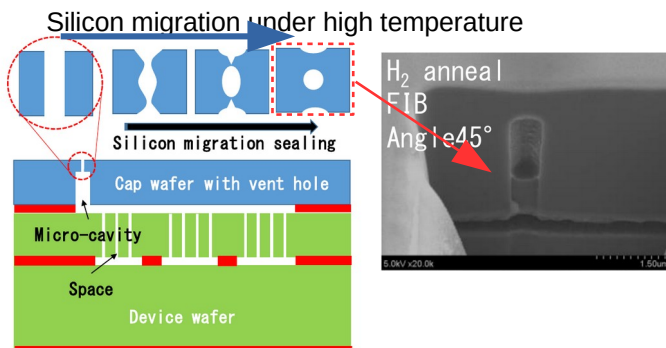 Silicon migration under high temperature
H₂ anneal
FIB
Angle45°
Silicon migration sealing
Cap wafer with vent hole
Micro-cavity
Space
Device wafer
5.0kV x20.0k
1.50um